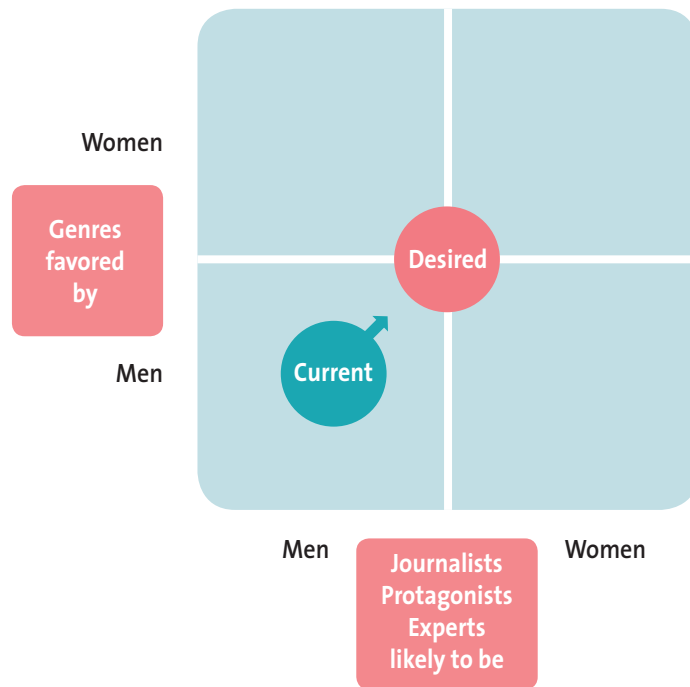 Women
Genres
favored
by
Desired
Men
Current
Men
Journalists
Protagonists
Experts
likely to be
Women